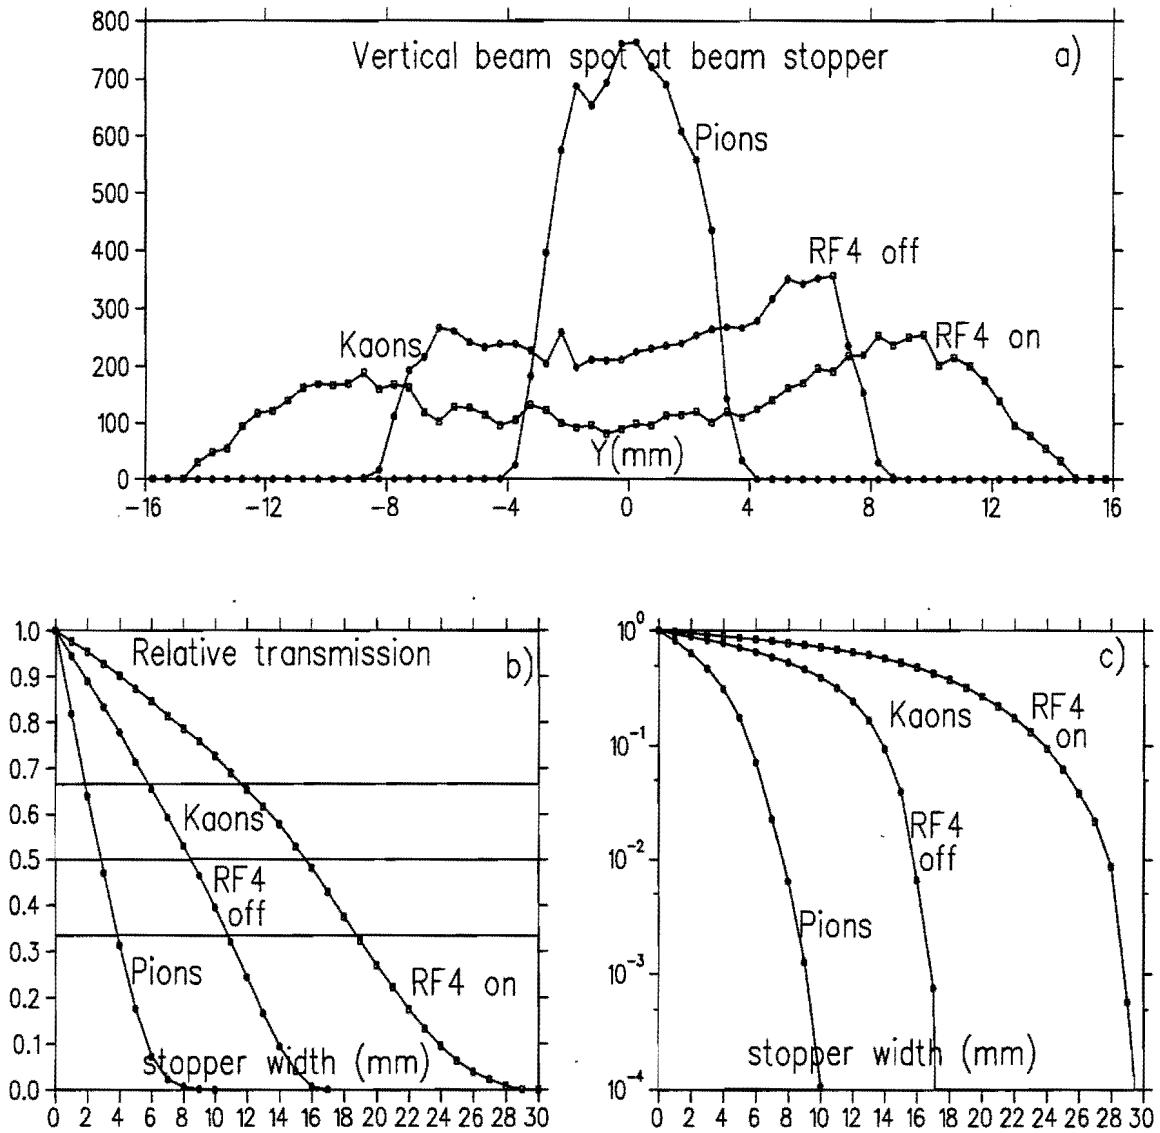 800
700
600
500
400
300
200
100
0
Vertical beam spot at beam stopper
a)
Pions
RF4 off
Kaons
RF4 on
Y(mm)
-16 -12 -8 -4 0 4 8 12 16
1.0
0.9
0.8
0.7
0.6
0.5
0.4
0.3
0.2
0.1
0.0
Relative transmission
b)
Kaons
RF4
off
Pions
RF4 on
stopper width (mm)
0 2 4 6 8 10 12 14 16 18 20 22 24 26 28 30
10⁰
10⁻¹
10⁻²
10⁻³
10⁻⁴
c)
Kaons
RF4
on
RF4
off
Pions
stopper width (mm)
0 2 4 6 8 10 12 14 16 18 20 22 24 26 28 30